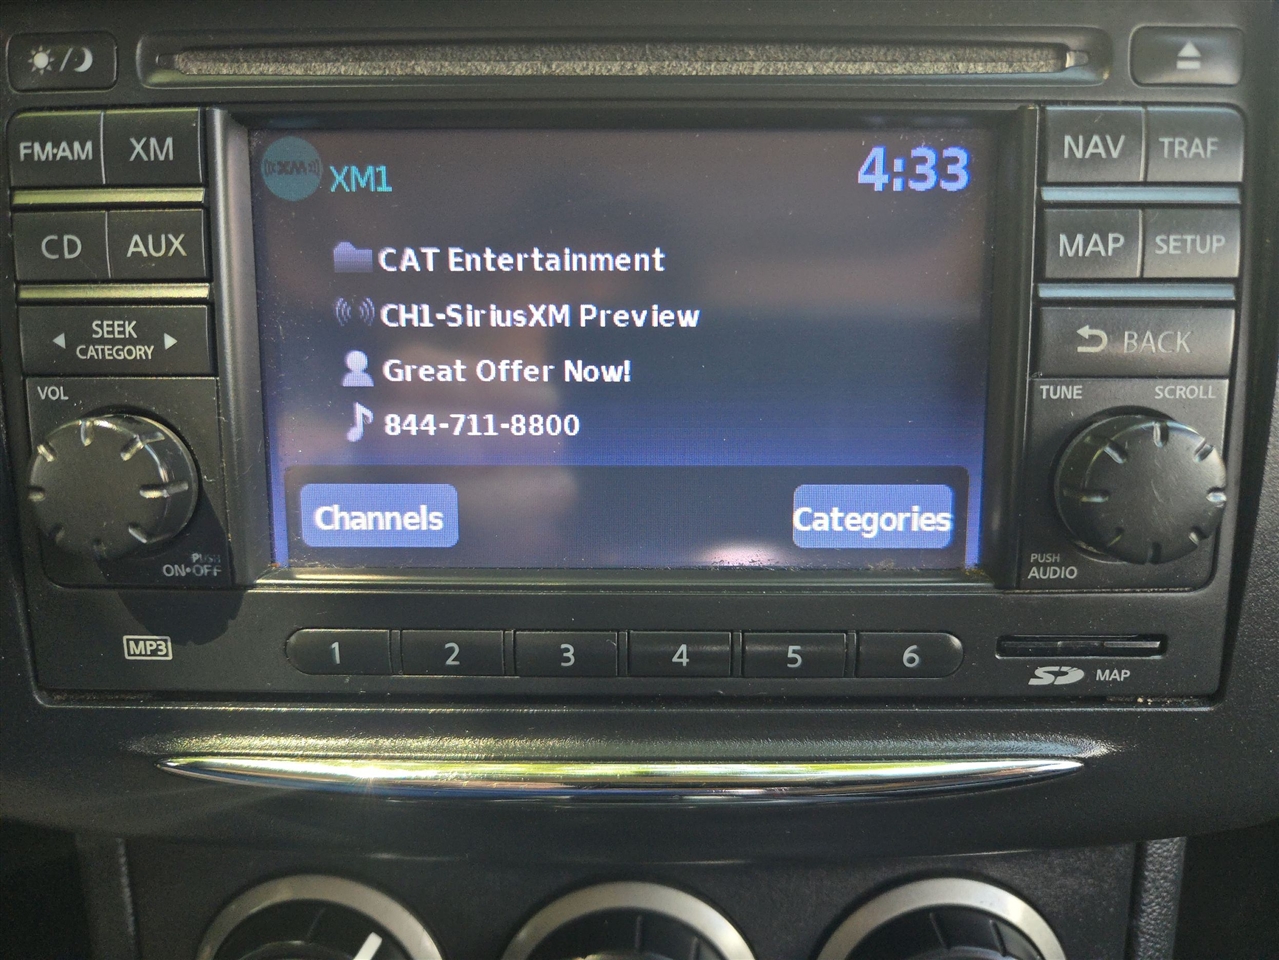 FM·AM XM
XM
XM1
4:33
NAV TRAF
CD AUX
CAT Entertainment
MAP SETUP
CH1-SiriusXM Preview
SEEK
CATEGORY
BACK
Great Offer Now!
VOL
TUNE SCROLL
844-711-8800
Channels
Categories
PUSH
ON•OFF
PUSH
AUDIO
MP3
1 2 3 4 5 6
SD MAP